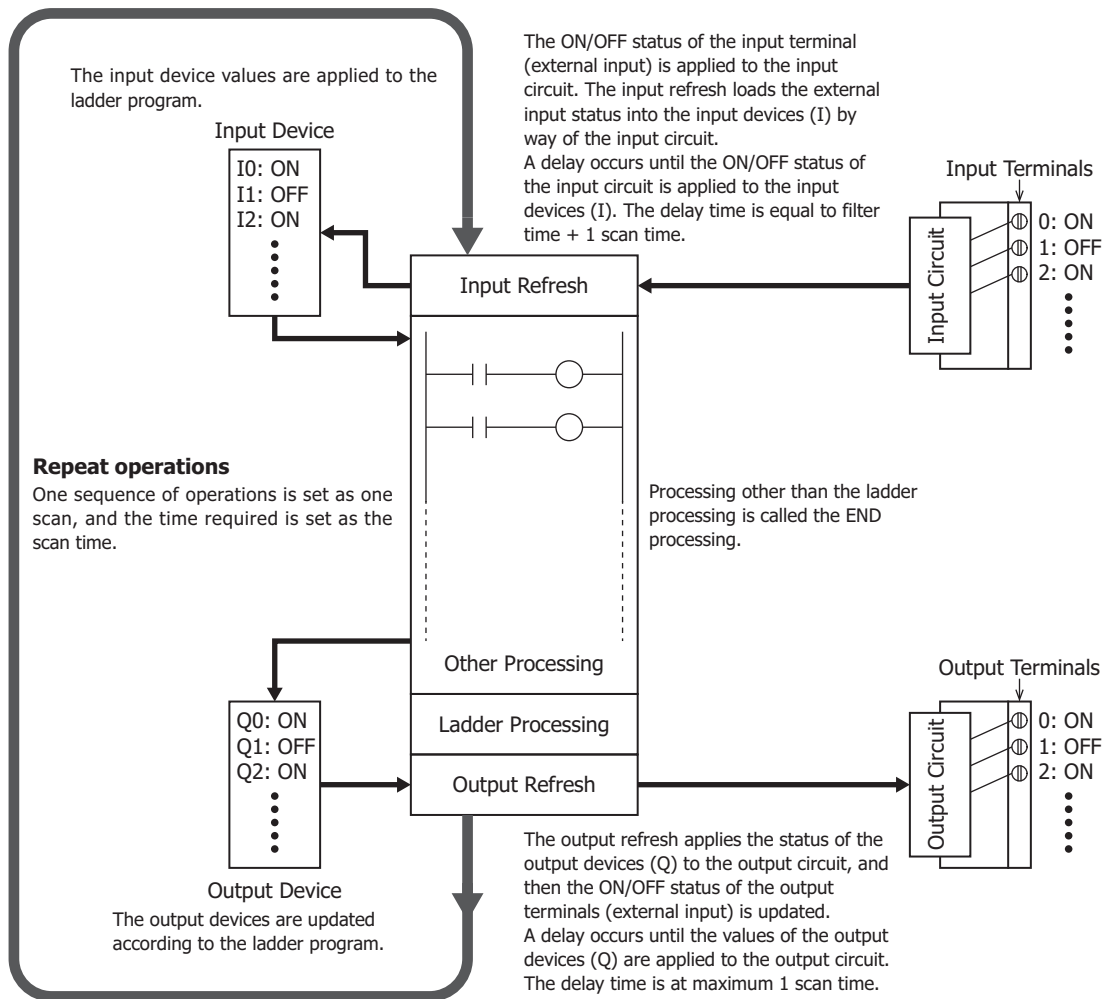 The input device values are applied to the
ladder program.
Input Device
I0: ON
I1: OFF
I2: ON
The ON/OFF status of the input terminal
(external input) is applied to the input
circuit. The input refresh loads the external
input status into the input devices (I) by
way of the input circuit.
A delay occurs until the ON/OFF status of
the input circuit is applied to the input
devices (I). The delay time is equal to filter
time + 1 scan time.
Input Terminals
Input Circuit
0: ON
1: OFF
2: ON
Input Refresh
Repeat operations
One sequence of operations is set as one
scan, and the time required is set as the
scan time.
Processing other than the ladder
processing is called the END
processing.
Other Processing
Ladder Processing
Output Refresh
Q0: ON
Q1: OFF
Q2: ON
Output Device
The output devices are updated
according to the ladder program.
Output Terminals
Output Circuit
0: ON
1: OFF
2: ON
The output refresh applies the status of the
output devices (Q) to the output circuit, and
then the ON/OFF status of the output
terminals (external input) is updated.
A delay occurs until the values of the output
devices (Q) are applied to the output circuit.
The delay time is at maximum 1 scan time.